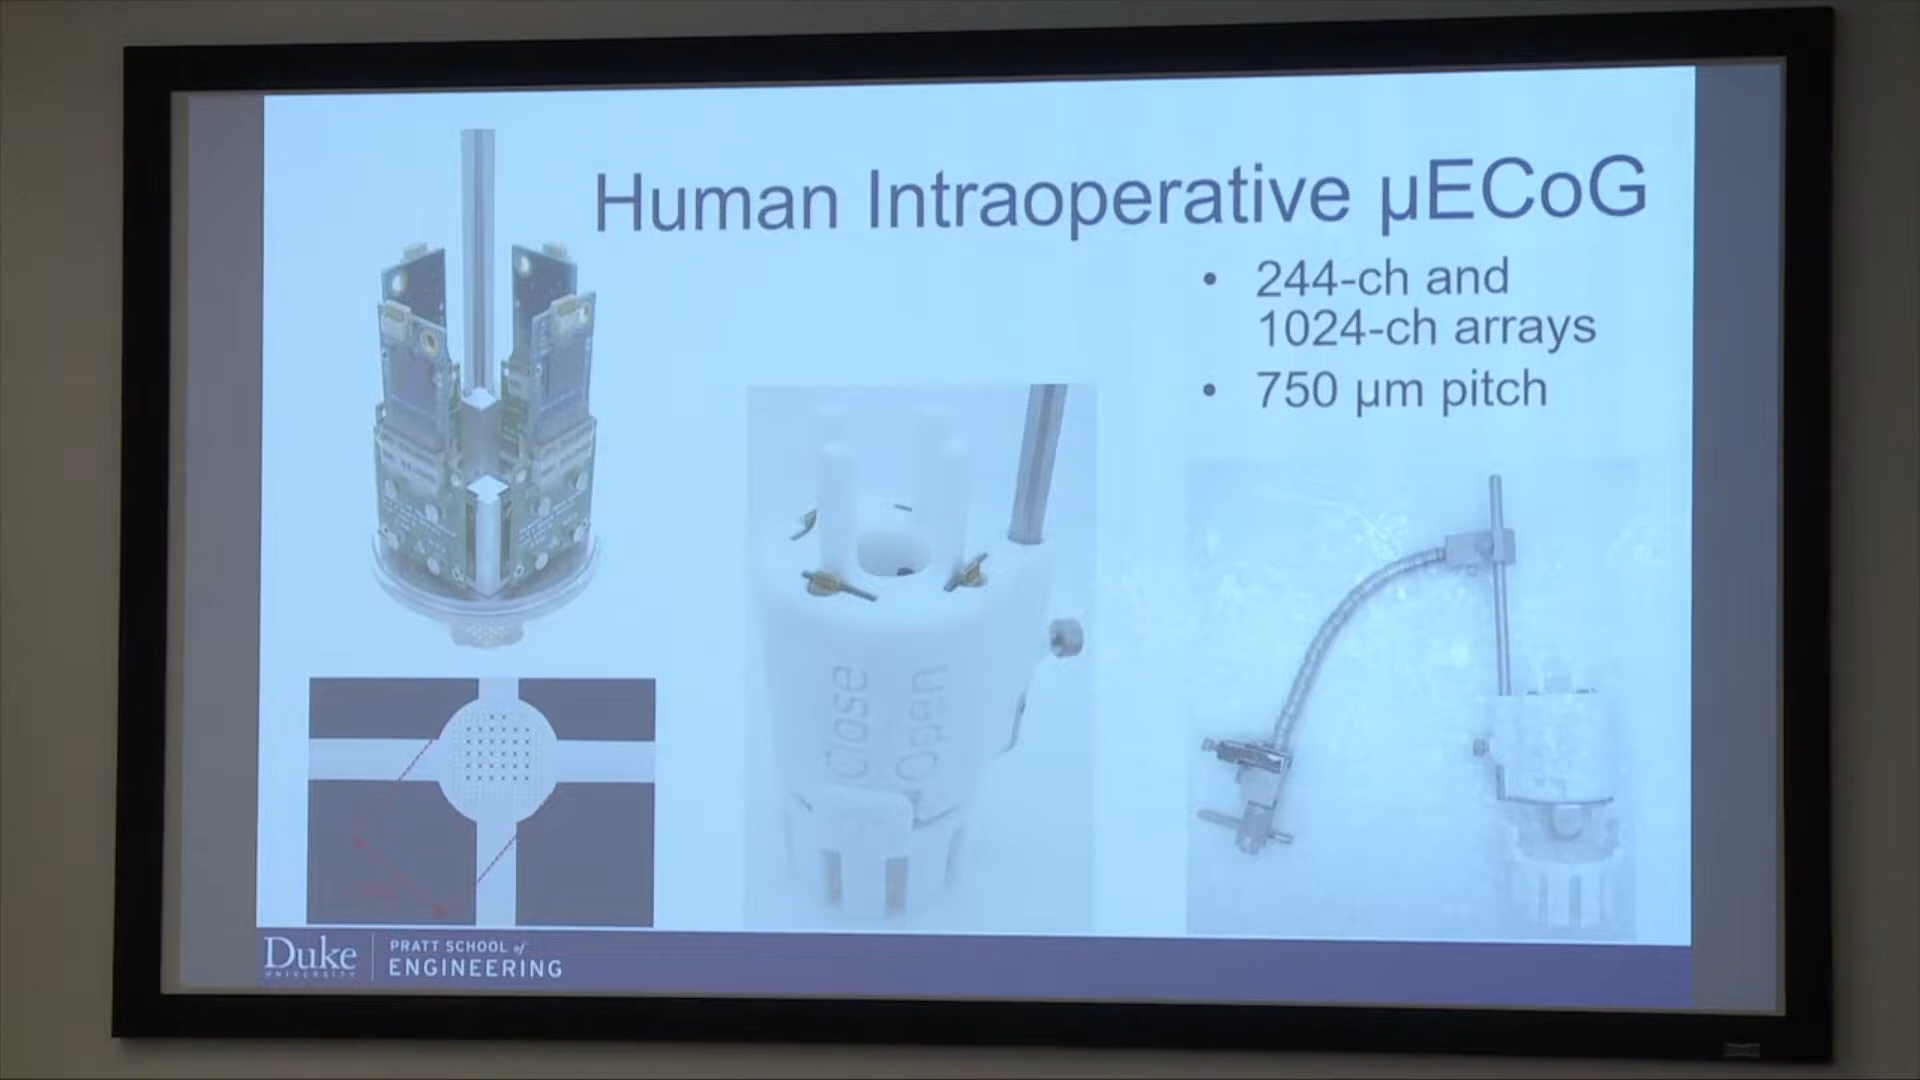 Human Intraoperative µECoG
• 244-ch and
1024-ch arrays
• 750 µm pitch
Close
Open
Duke
UNIVERSITY
PRATT SCHOOL of
ENGINEERING